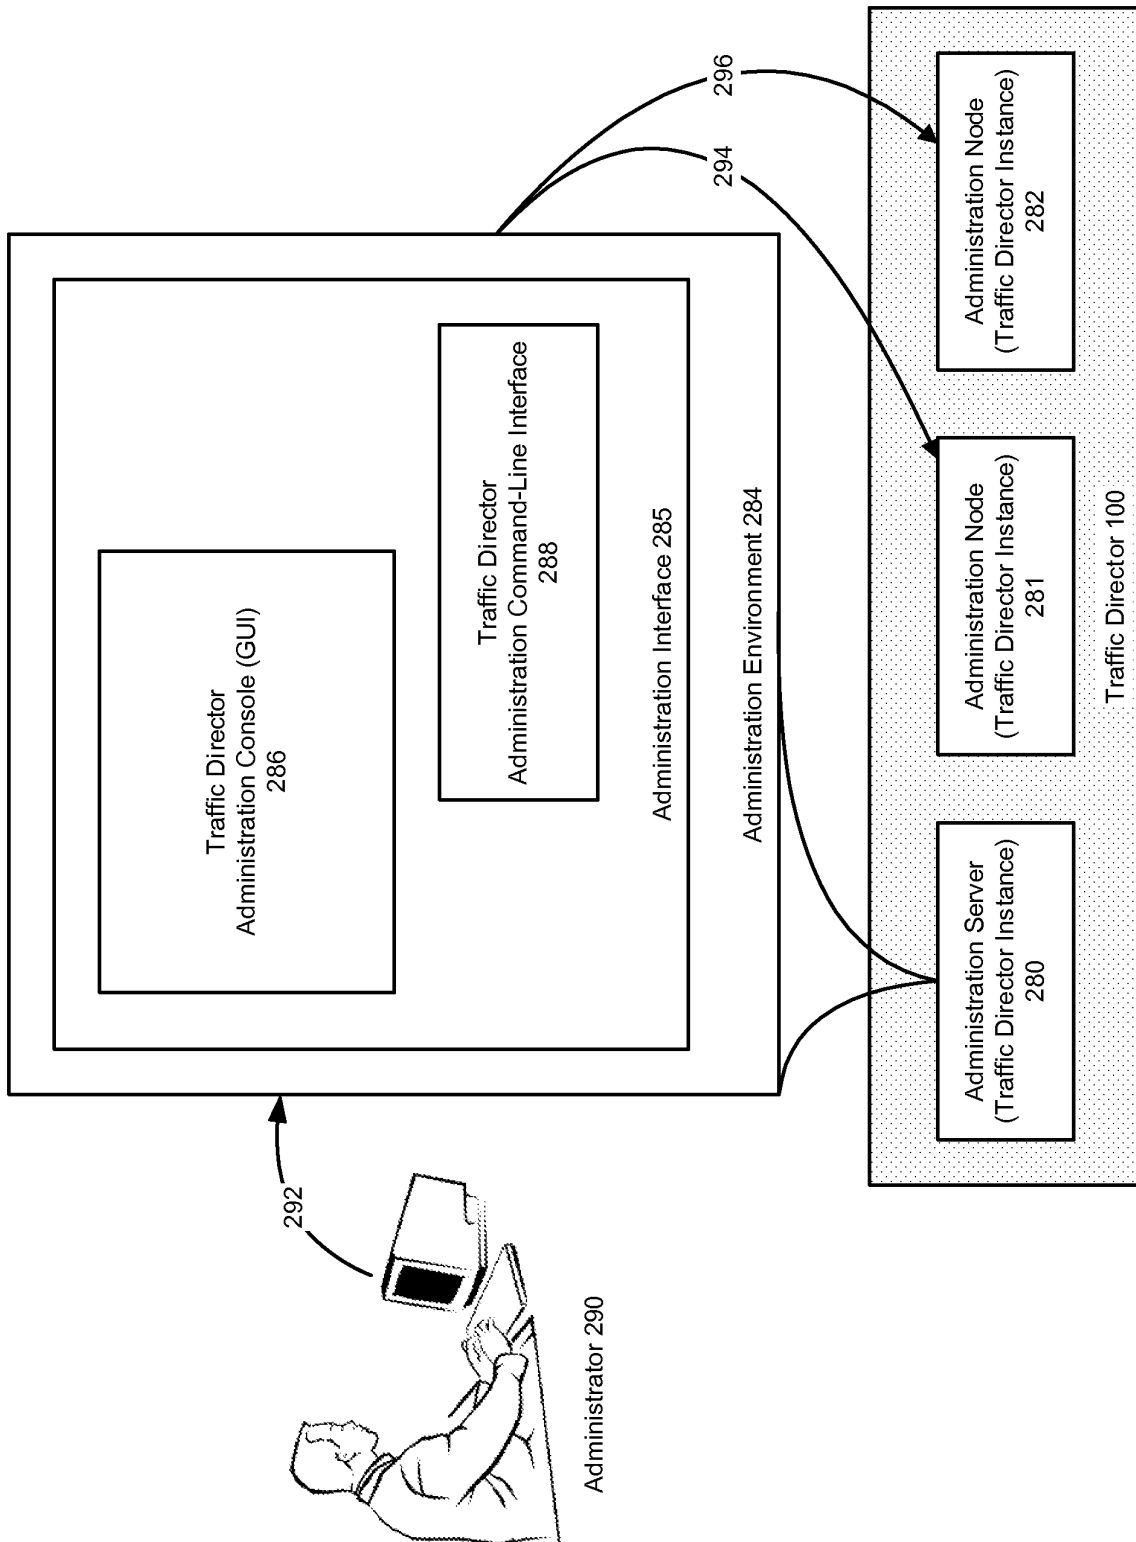 Traffic Director
Administration Console (GUI)
286
Traffic Director
Administration Command-Line Interface
288
Administration Interface 285
Administration Environment 284
292
Administrator 290
294
296
Administration Server
(Traffic Director Instance)
280
Administration Node
(Traffic Director Instance)
281
Administration Node
(Traffic Director Instance)
282
Traffic Director 100